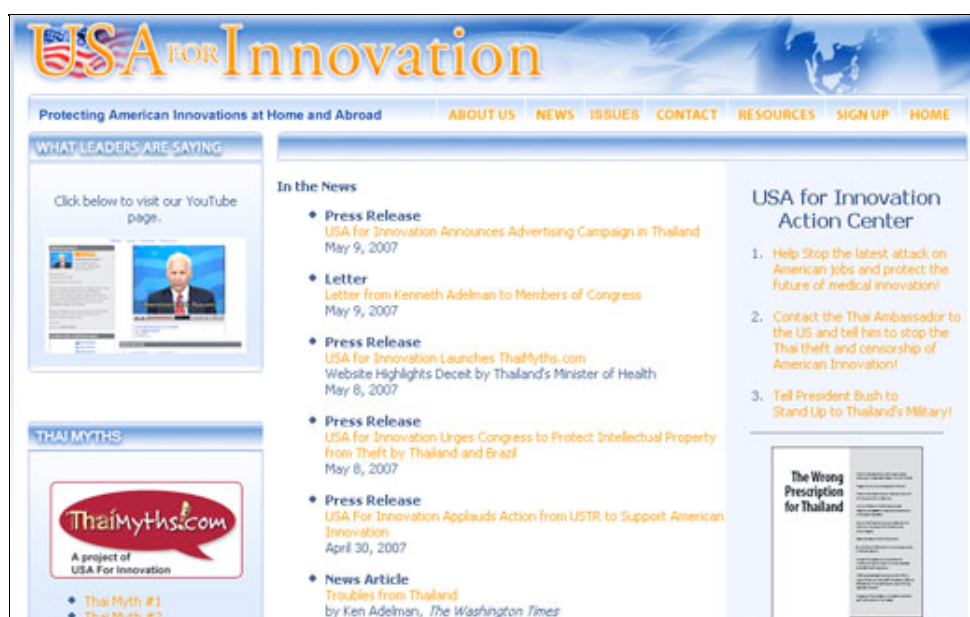 USA FOR Innovation
Protecting American Innovations at Home and Abroad
ABOUT US NEWS ISSUES CONTACT RESOURCES SIGN UP HOME
WHAT LEADERS ARE SAYING
Click below to visit our YouTube
page.
THAI MYTHS
ThaiMyths.com
A project of
USA For Innovation
Thai Myth #1
Thai Myth #2
In the News
Press Release
USA for Innovation Announces Advertising Campaign in Thailand
May 9, 2007
Letter
Letter from Kenneth Adelman to Members of Congress
May 9, 2007
Press Release
USA for Innovation Launches ThaiMyths.com
Website Highlights Deceit by Thailand's Minister of Health
May 8, 2007
Press Release
USA for Innovation Urges Congress to Protect Intellectual Property
from Theft by Thailand and Brazil
May 8, 2007
Press Release
USA For Innovation Applauds Action from USTR to Support American
Innovation
April 30, 2007
News Article
Troubles from Thailand
by Ken Adelman, The Washington Times
USA for Innovation
Action Center
1. Help Stop the latest attack on
American jobs and protect the
future of medical innovation!
2. Contact the Thai Ambassador to
the US and tell him to stop the
Thai theft and censorship of
American Innovation!
3. Tell President Bush to
Stand Up to Thailand's Military!
The Wrong
Prescription
for Thailand